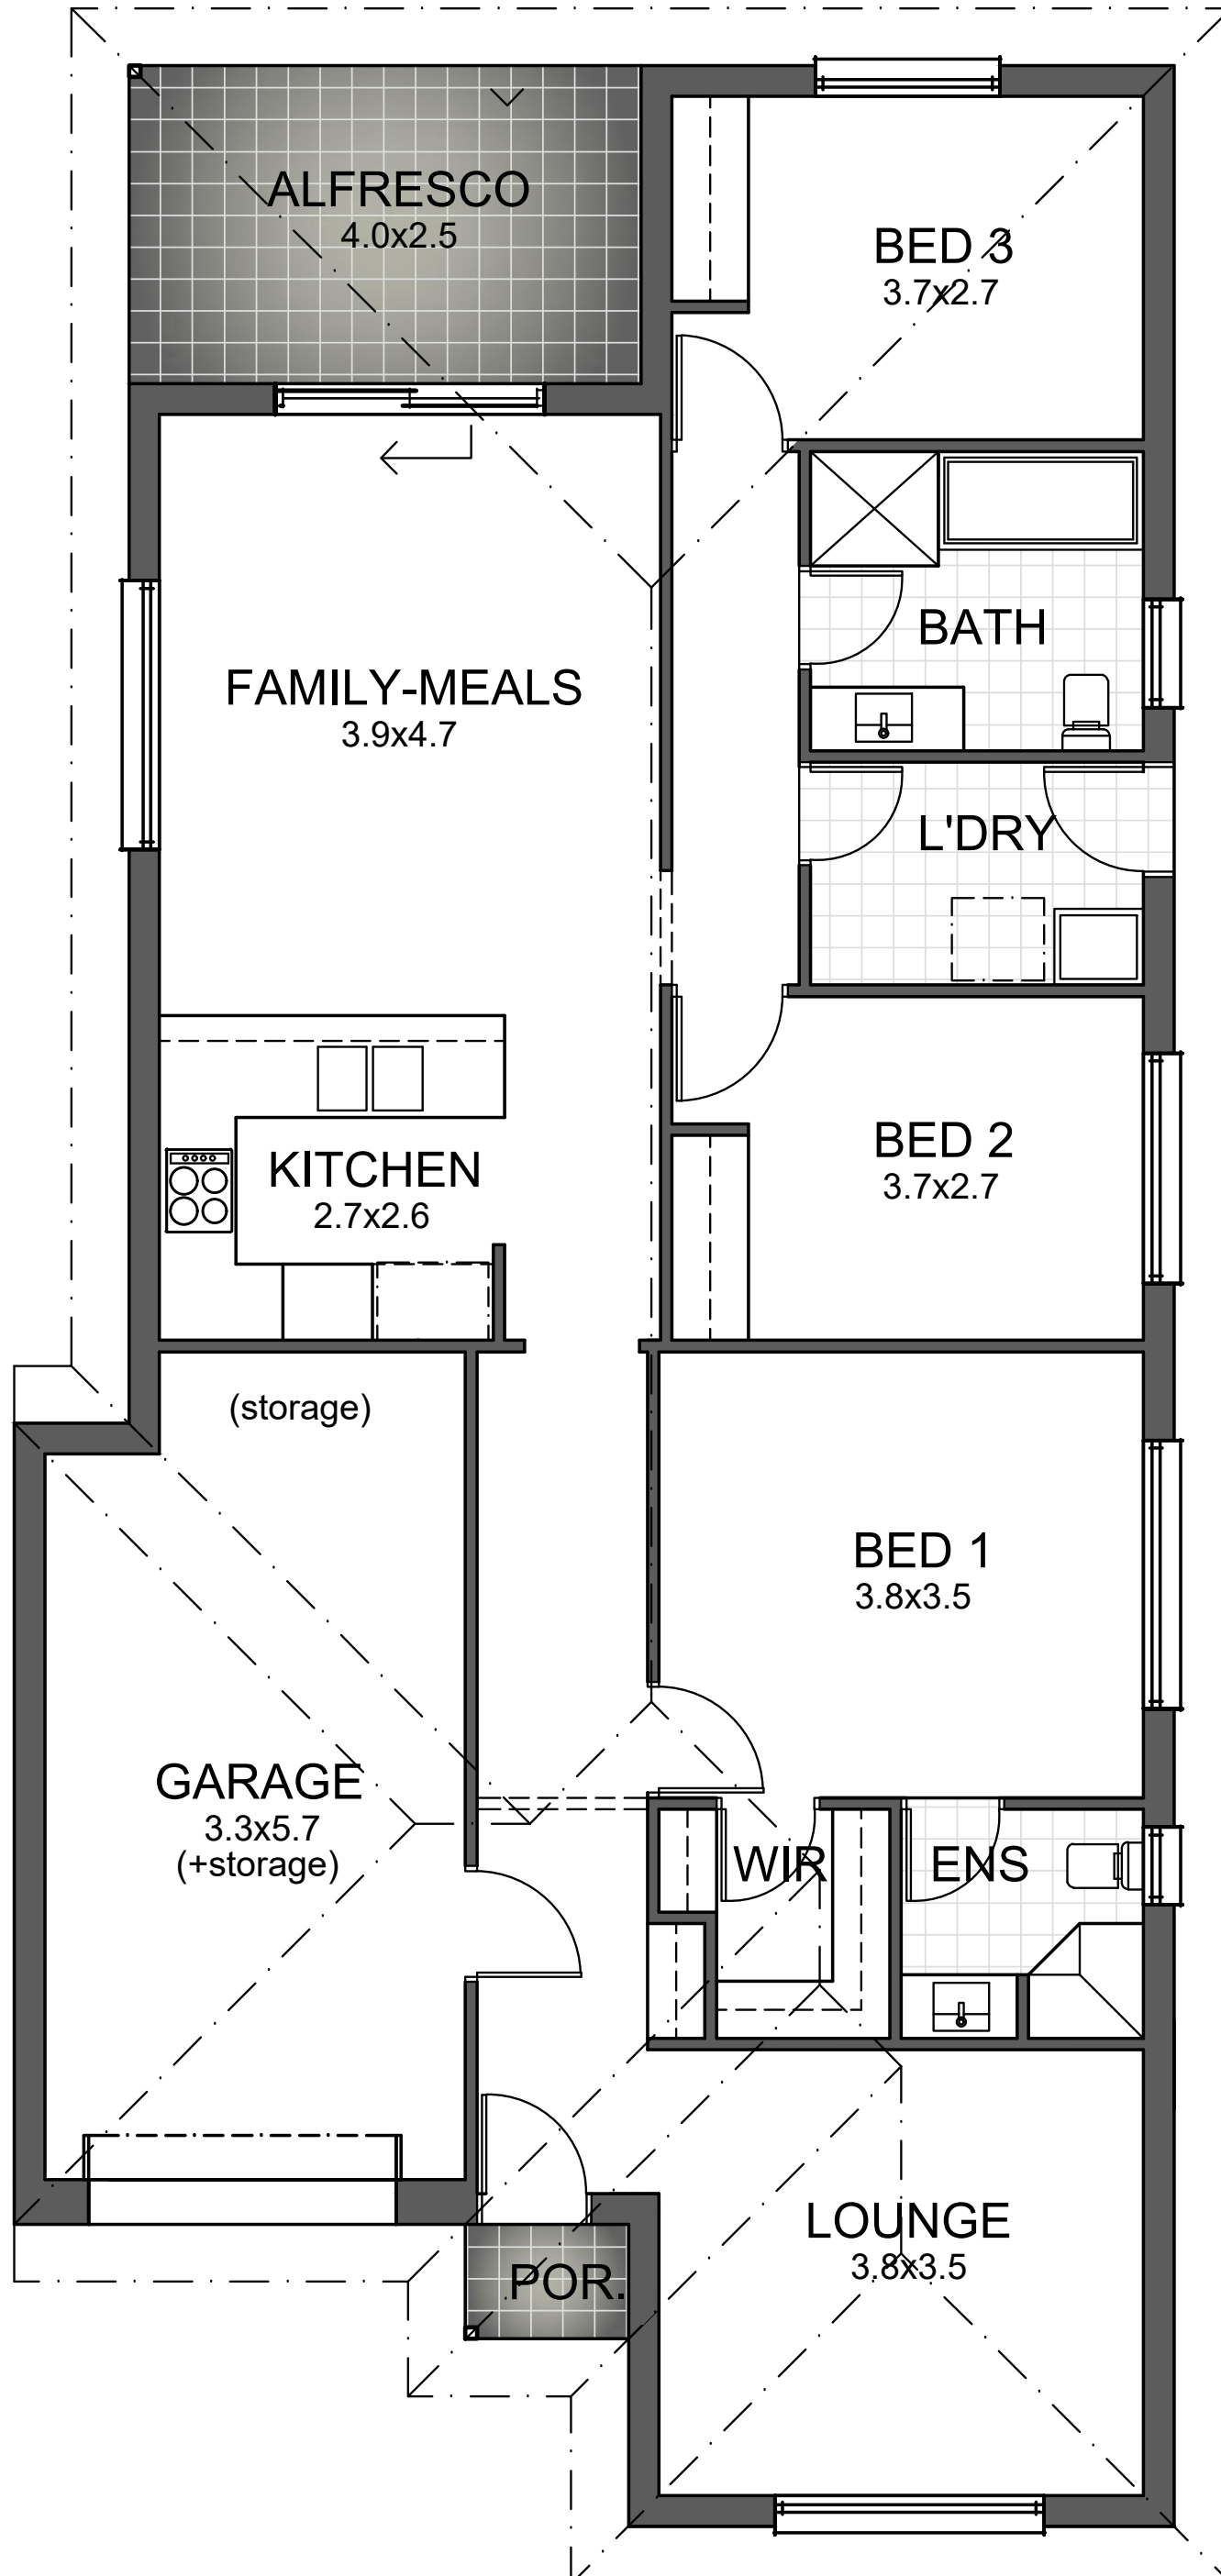 ALFRESCO
4.0x2.5
BED 3
3.7x2.7
BATH
FAMILY-MEALS
3.9x4.7
L'DRY
BED 2
3.7x2.7
KITCHEN
2.7x2.6
(storage)
BED 1
3.8x3.5
GARAGE
3.3x5.7
(+storage)
WIR
ENS
LOUNGE
3.8x3.5
POR.